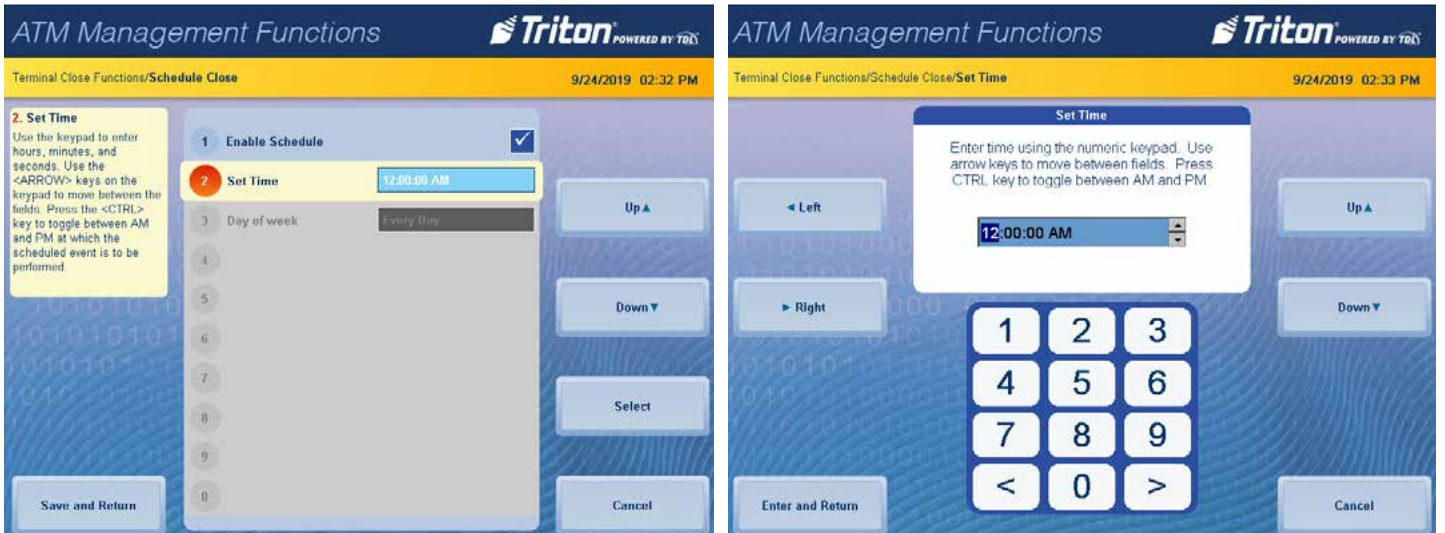 ATM Management Functions
Triton POWERED BY TDL
Terminal Close Functions/Schedule Close
9/24/2019 02:32 PM
2. Set Time
Use the keypad to enter
hours, minutes, and
seconds. Use the
<ARROW> keys on the
keypad to move between the
fields. Press the <CTRL>
key to toggle between AM
and PM at which the
scheduled event is to be
performed.
1 Enable Schedule
2 Set Time 12:00:00 AM
3 Day of week Every Day
4
5
6
7
8
9
0
Up
Down
Select
Save and Return
Cancel
ATM Management Functions
Triton POWERED BY TDL
Terminal Close Functions/Schedule Close/Set Time
9/24/2019 02:33 PM
Set Time
Enter time using the numeric keypad. Use
arrow keys to move between fields. Press
CTRL key to toggle between AM and PM.
12:00:00 AM
Left
Right
Up
Down
1 2 3
4 5 6
7 8 9
< 0 >
Enter and Return
Cancel